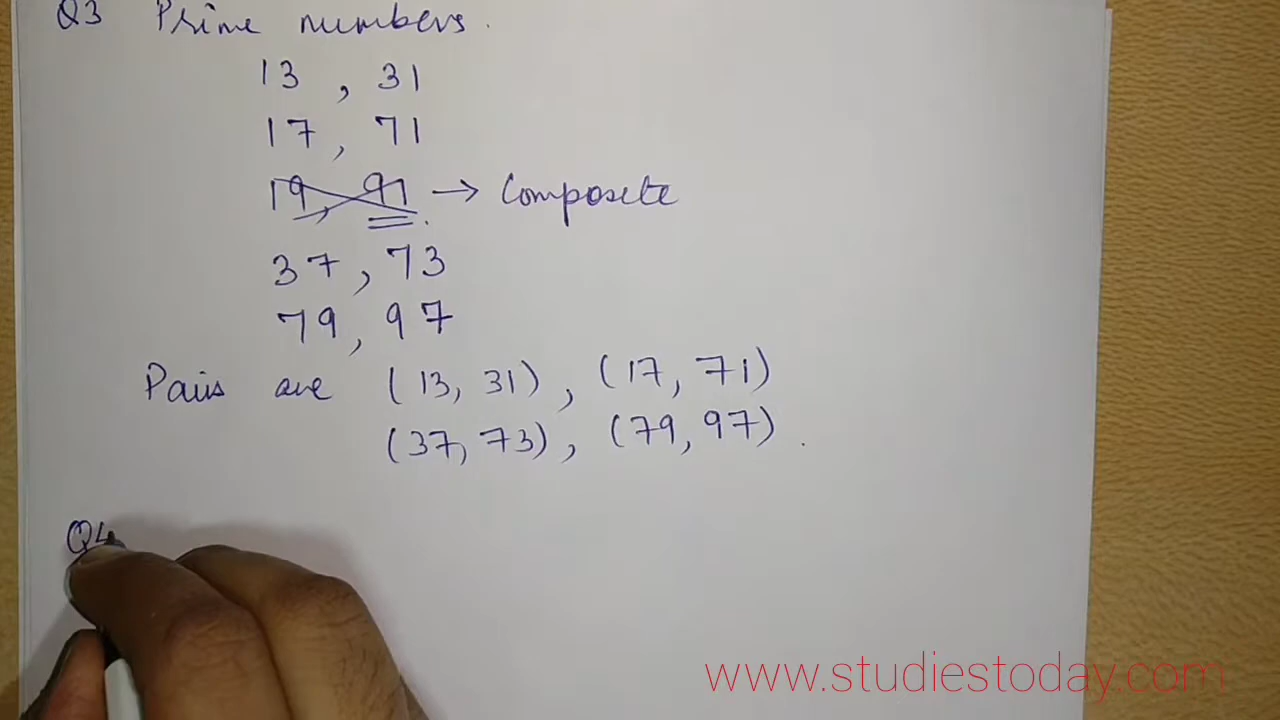 Q3 Prime numbers.
13 , 31
17 , 71
19 , 91 → Composite
37 , 73
79 , 97
Pairs are (13, 31) , (17, 71)
(37, 73) , (79, 97) .
Q4
www.studiestoday.com